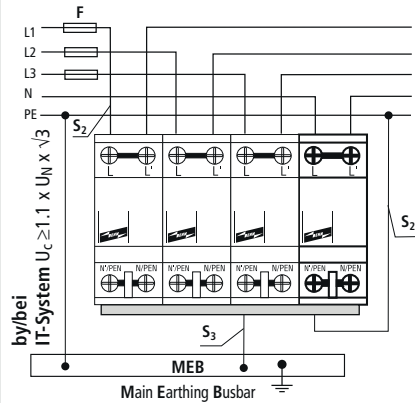 F
L1
L2
L3
N
PE
S2
L L' L L' L L' L L'
S2
N'/PEN N/PEN N'/PEN N/PEN N'/PEN N/PEN N'/PEN N/PEN
by/bei
IT-System Uc ≥1.1 x UN x √3
S3
MEB
Main Earthing Busbar